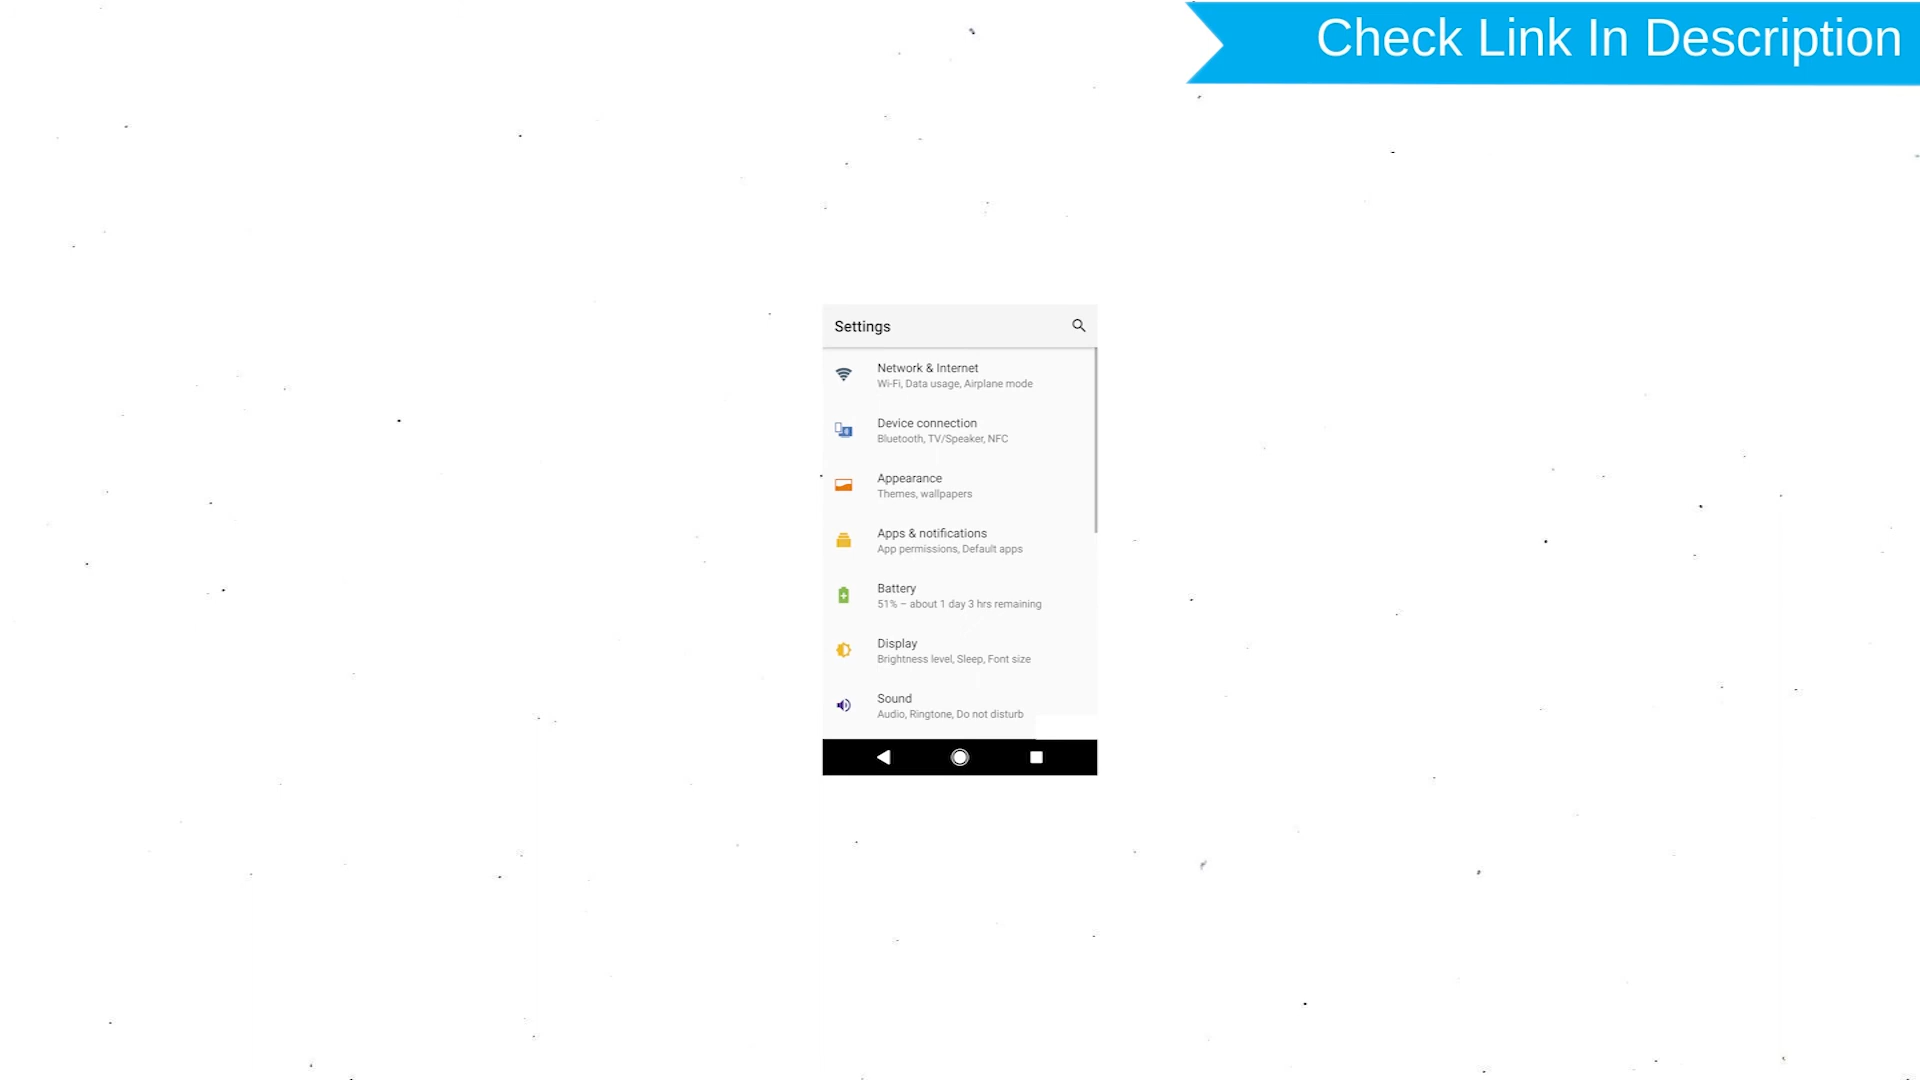 Check Link In Description
Settings
Network & Internet
Wi-Fi, Data usage, Airplane mode
Device connection
Bluetooth, TV/Speaker, NFC
Appearance
Themes, wallpapers
Apps & notifications
App permissions, Default apps
Battery
51% – about 1 day 3 hrs remaining
Display
Brightness level, Sleep, Font size
Sound
Audio, Ringtone, Do not disturb